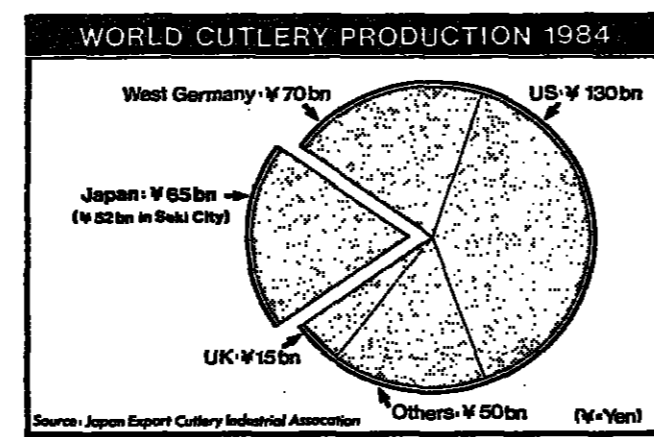 WORLD CUTLERY PRODUCTION 1984
West Germany: ¥70bn
US: ¥130bn
Japan: ¥65bn
(¥52bn in Seki City)
UK: ¥15bn
Others: ¥50bn
(¥=Yen)
Source: Japan Export Cutlery Industrial Assocation